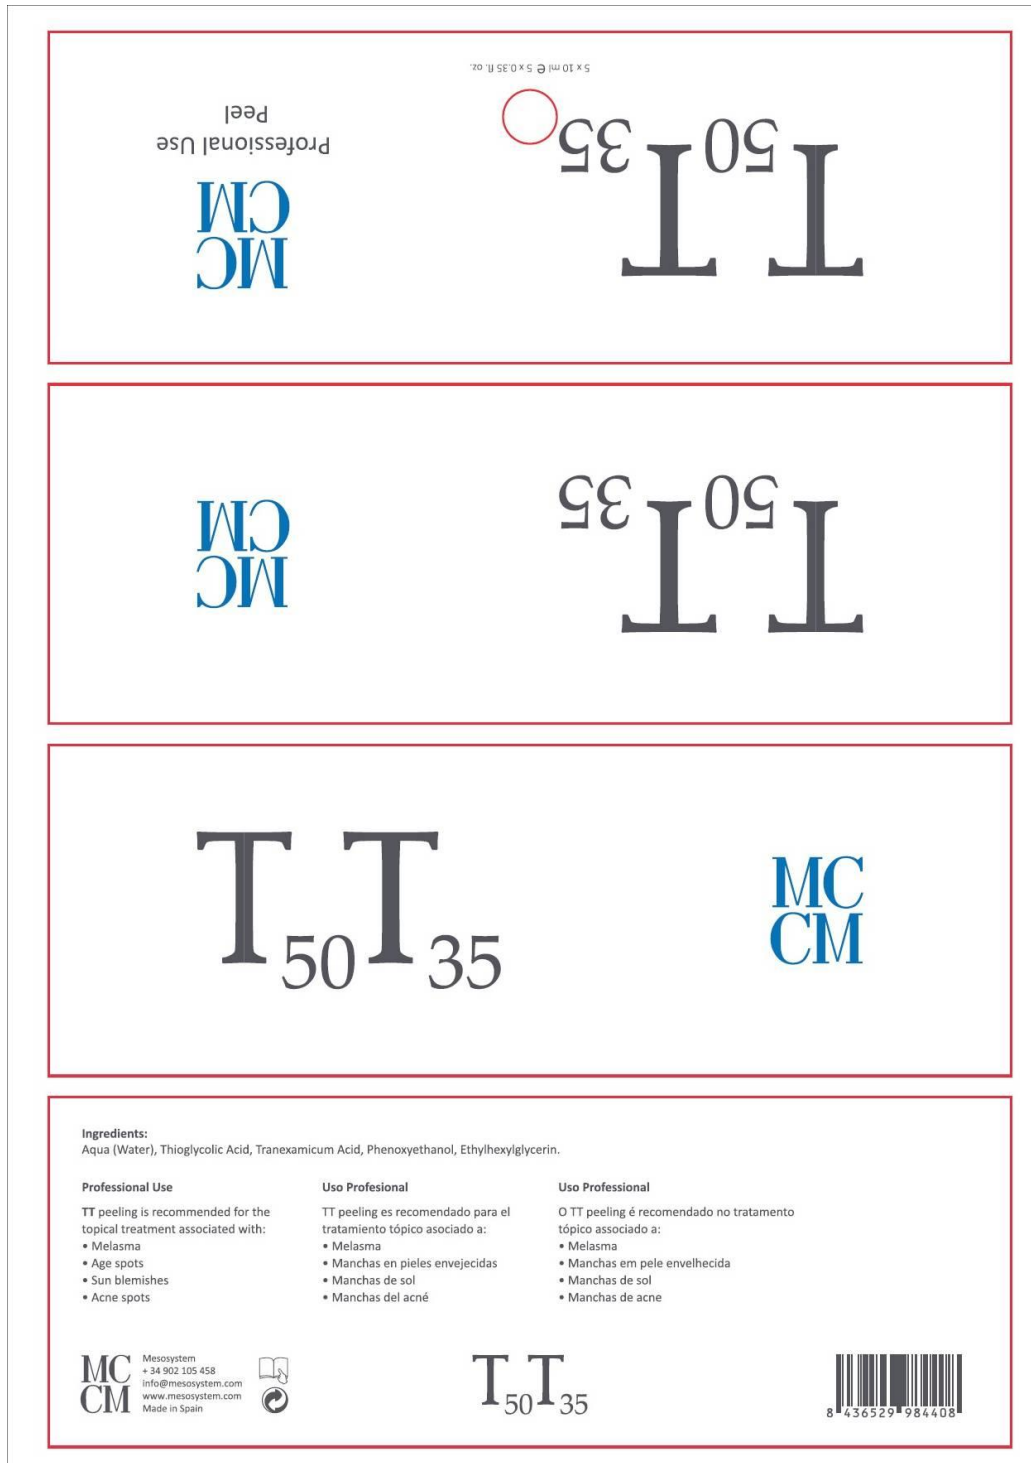 5 x 10 ml ℮ 5 x 0.35 fl. oz.
T50T35
Professional Use
Peel
MC
CM
T50T35
MC
CM
T50T35
MC
CM
Ingredients:
Aqua (Water), Thioglycolic Acid, Tranexamicum Acid, Phenoxyethanol, Ethylhexylglycerin.
Professional Use
TT peeling is recommended for the
topical treatment associated with:
• Melasma
• Age spots
• Sun blemishes
• Acne spots
Uso Profesional
TT peeling es recomendado para el
tratamiento tópico asociado a:
• Melasma
• Manchas en pieles envejecidas
• Manchas de sol
• Manchas del acné
Uso Professional
O TT peeling é recomendado no tratamento
tópico associado a:
• Melasma
• Manchas em pele envelhecida
• Manchas de sol
• Manchas de acne
MC
CM
Mesosystem
+ 34 902 105 458
info@mesosystem.com
www.mesosystem.com
Made in Spain
T50T35
8 436529 984408